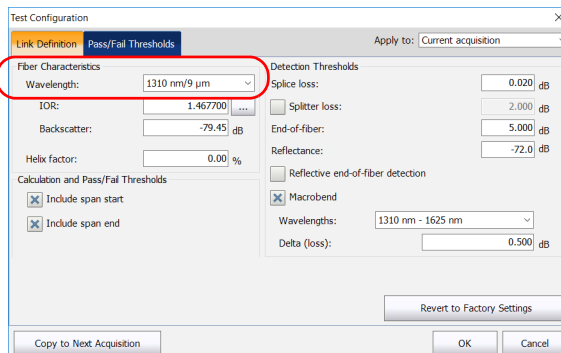 Test Configuration
Link Definition Pass/Fail Thresholds Apply to: Current acquisition
Fiber Characteristics
Wavelength: 1310 nm/9 µm
IOR: 1.467700 ...
Backscatter: -79.45 dB
Helix factor: 0.00 %
Calculation and Pass/Fail Thresholds
Include span start
Include span end
Detection Thresholds
Splice loss: 0.020 dB
Splitter loss: 2.000 dB
End-of-fiber: 5.000 dB
Reflectance: -72.0 dB
Reflective end-of-fiber detection
Macrobend
Wavelengths: 1310 nm - 1625 nm
Delta (loss): 0.500 dB
Revert to Factory Settings
Copy to Next Acquisition OK Cancel